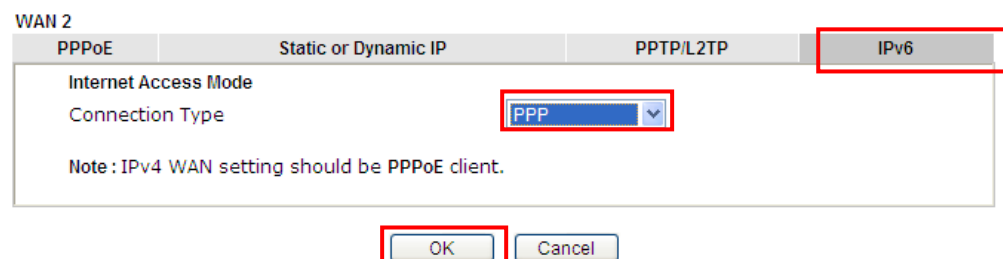 WAN 2
PPPoE Static or Dynamic IP PPTP/L2TP IPv6
Internet Access Mode
Connection Type PPP
Note : IPv4 WAN setting should be PPPoE client.
OK Cancel